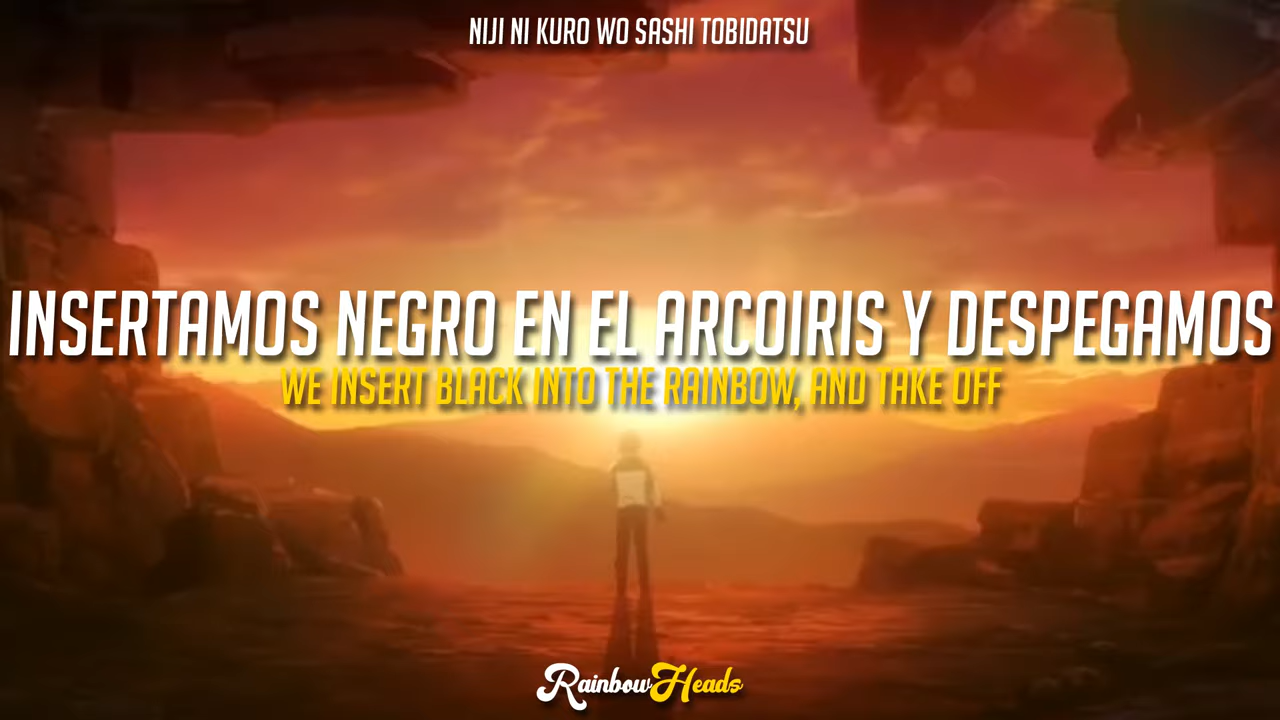 NIJI NI KURO WO SASHI TOBIDATSU
INSERTAMOS NEGRO EN EL ARCOIRIS Y DESPEGAMOS
WE INSERT BLACK INTO THE RAINBOW, AND TAKE OFF
RainbowHeads